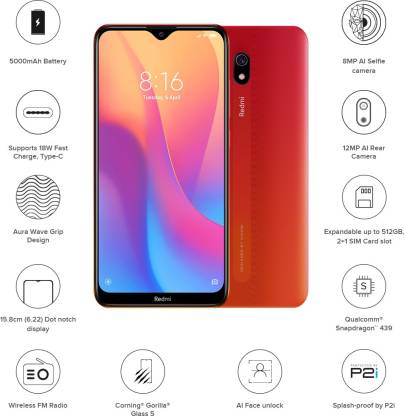 5000mAh Battery
8:16
Tuesday, 5 April
Redmi
8MP AI Selfie
camera
Supports 18W Fast
Charge, Type-C
12MP AI Rear
Camera
Aura Wave Grip
Design
Expandable up to 512GB,
2+1 SIM Card slot
Redmi
15.8cm (6.22) Dot notch
display
S
Qualcomm®
Snapdragon™ 439
Wireless FM Radio
Corning® Gorilla®
Glass 5
AI Face unlock
P2i
Splash-proof by P2i